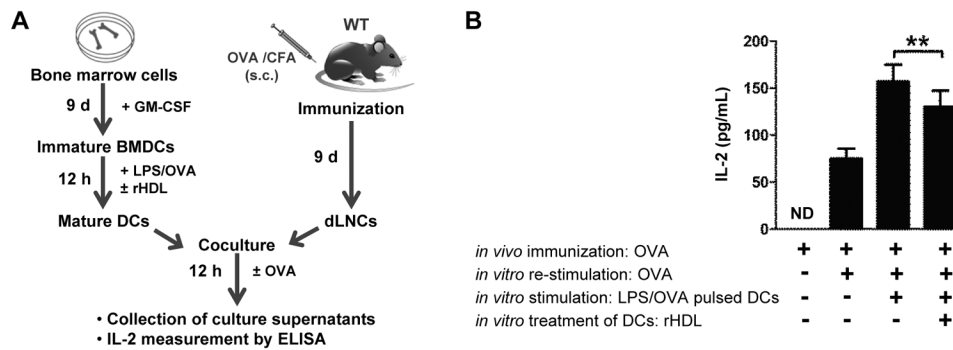 A
WT
OVA /CFA
(s.c.)
Bone marrow cells
Immunization
9 d
+ GM-CSF
Immature BMDCs
9 d
12 h
+ LPS/OVA
± rHDL
Mature DCs
dLNCs
Coculture
12 h
± OVA
• Collection of culture supernatants
• IL-2 measurement by ELISA
B
**
200
150
100
50
0
IL-2 (pg/mL)
ND
in vivo immunization: OVA + + + +
in vitro re-stimulation: OVA - + + +
in vitro stimulation: LPS/OVA pulsed DCs - - + +
in vitro treatment of DCs: rHDL - - - +